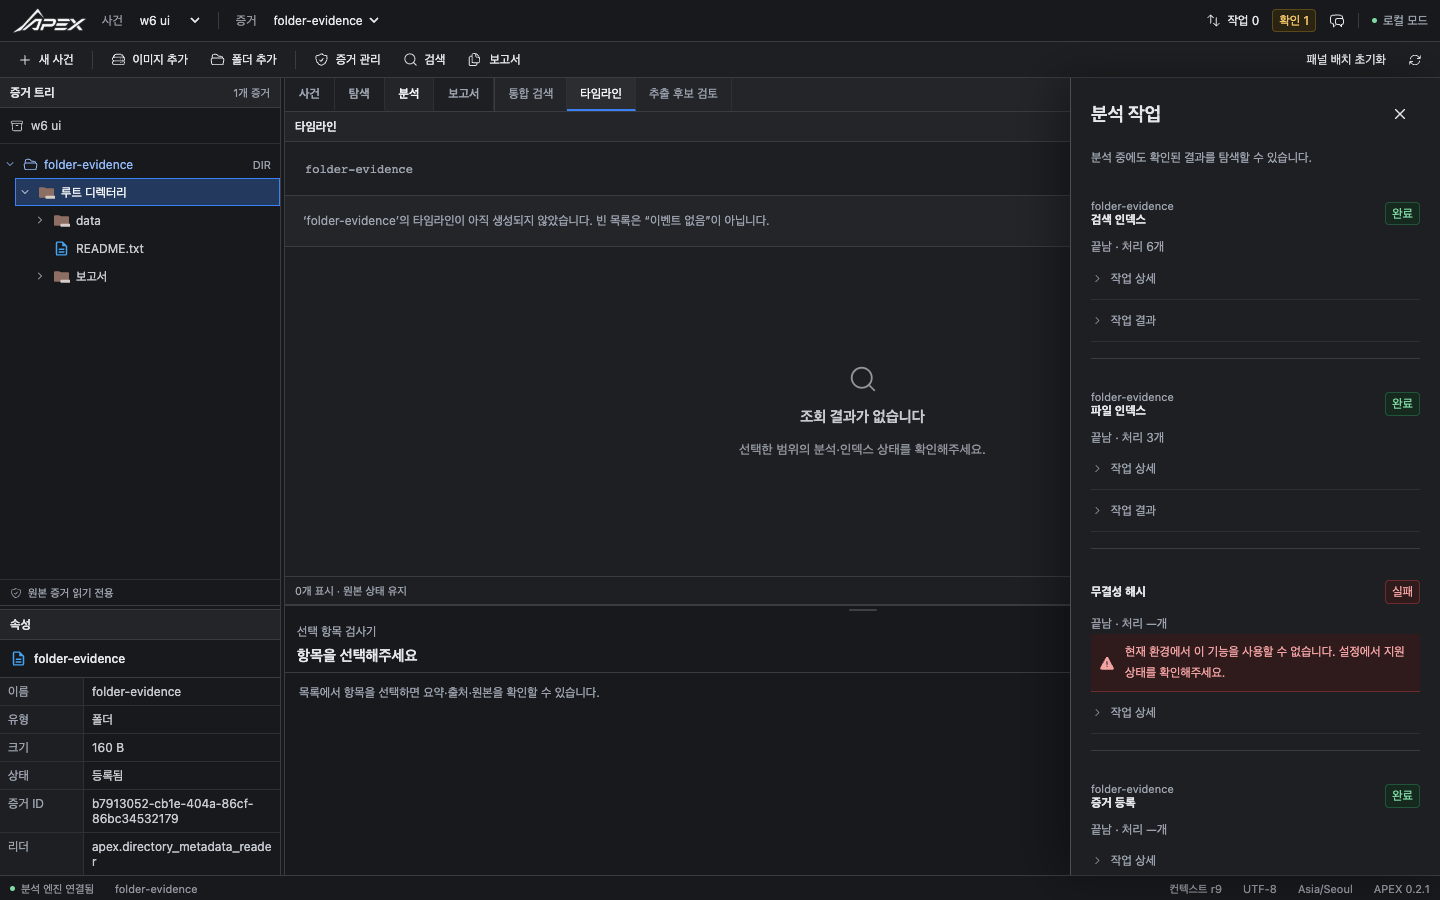 APEX 사건 w6 ui 증거 folder-evidence 작업 0 확인 1 로컬 모드
새 사건 이미지 추가 폴더 추가 증거 관리 검색 보고서 패널 배치 초기화
증거 트리 1개 증거
w6 ui
folder-evidence DIR
루트 디렉터리
data
README.txt
보고서
원본 증거 읽기 전용
속성
folder-evidence
이름 folder-evidence
유형 폴더
크기 160 B
상태 등록됨
증거 ID b7913052-cb1e-404a-86cf-
86bc34532179
리더 apex.directory_metadata_reade
r
사건 탐색 분석 보고서 통합 검색 타임라인 추출 후보 검토
타임라인
folder-evidence
‘folder-evidence’의 타임라인이 아직 생성되지 않았습니다. 빈 목록은 “이벤트 없음”이 아닙니다.
조회 결과가 없습니다
선택한 범위의 분석·인덱스 상태를 확인해주세요.
0개 표시 · 원본 상태 유지
선택 항목 검사기
항목을 선택해주세요
목록에서 항목을 선택하면 요약·출처·원본을 확인할 수 있습니다.
분석 작업
분석 중에도 확인된 결과를 탐색할 수 있습니다.
folder-evidence
검색 인덱스 완료
끝남 · 처리 6개
작업 상세
작업 결과
folder-evidence
파일 인덱스 완료
끝남 · 처리 3개
작업 상세
작업 결과
무결성 해시 실패
끝남 · 처리 —개
현재 환경에서 이 기능을 사용할 수 없습니다. 설정에서 지원
상태를 확인해주세요.
작업 상세
folder-evidence
증거 등록 완료
끝남 · 처리 —개
작업 상세
분석 엔진 연결됨 folder-evidence 컨텍스트 r9 UTF-8 Asia/Seoul APEX 0.2.1